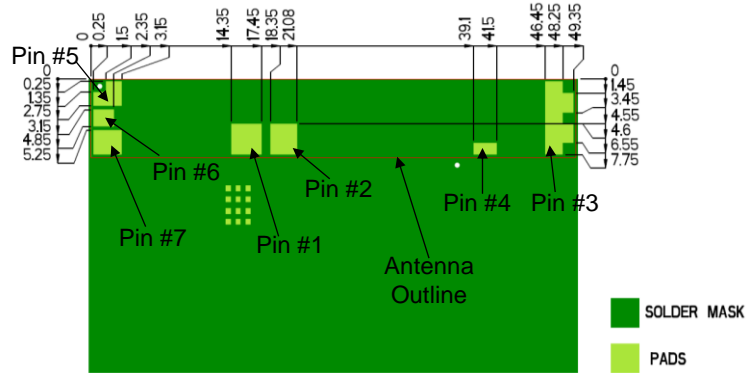 0
0.25
1.5
2.35
3.15
14.35
17.45
18.35
21.08
39.1
41.5
46.45
48.25
49.35
Pin #5
0
0.25
1.35
2.75
3.15
4.85
5.25
0
1.45
3.45
4.55
4.6
6.55
7.75
Pin #6
Pin #2
Pin #4
Pin #3
Pin #7
Pin #1
Antenna
Outline
SOLDER MASK
PADS